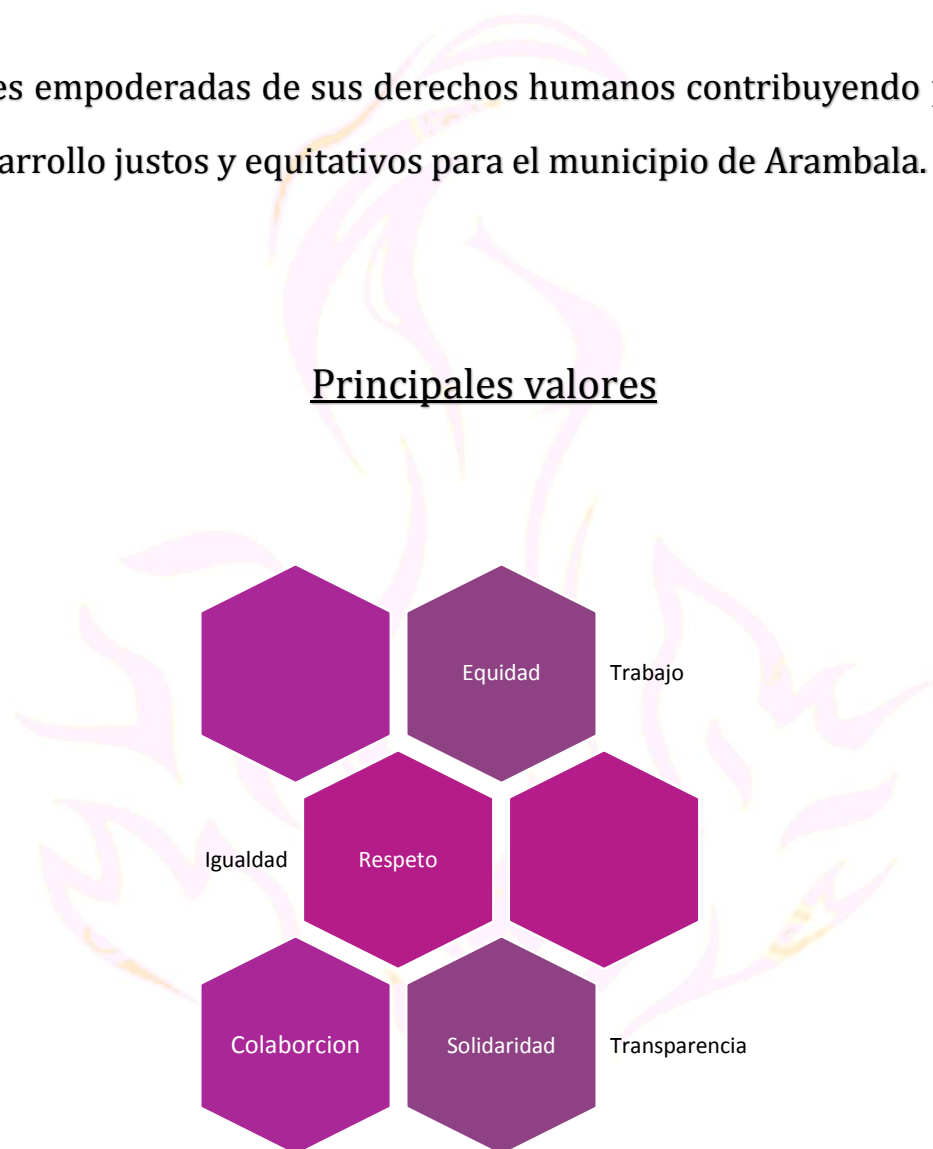 es empoderadas de sus derechos humanos contribuyendo
arrollo justos y equitativos para el municipio de Arambala.
Principales valores
Equidad Trabajo
Igualdad Respeto
Colaborcion Solidaridad Transparencia